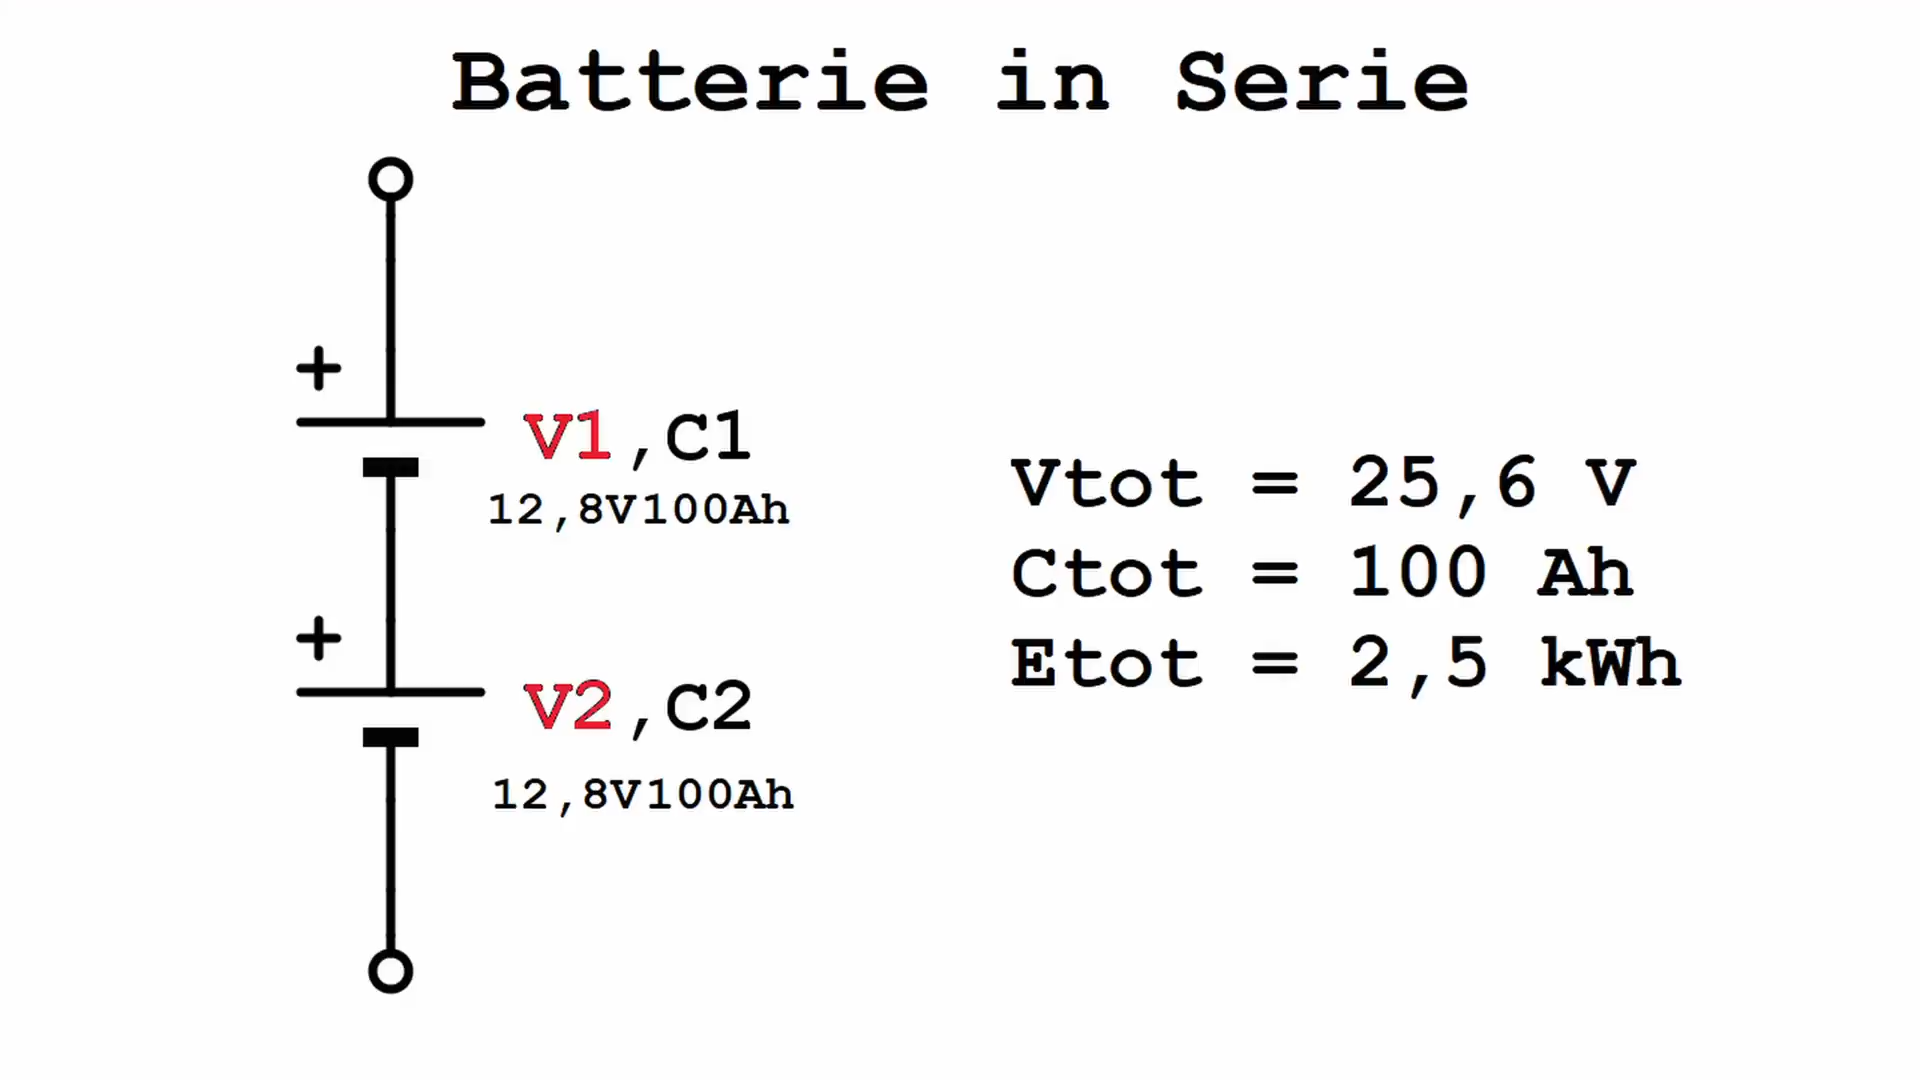 Batterie in Serie
+
V1,C1
12,8V100Ah
+
V2,C2
12,8V100Ah
Vtot = 25,6 V
Ctot = 100 Ah
Etot = 2,5 kWh